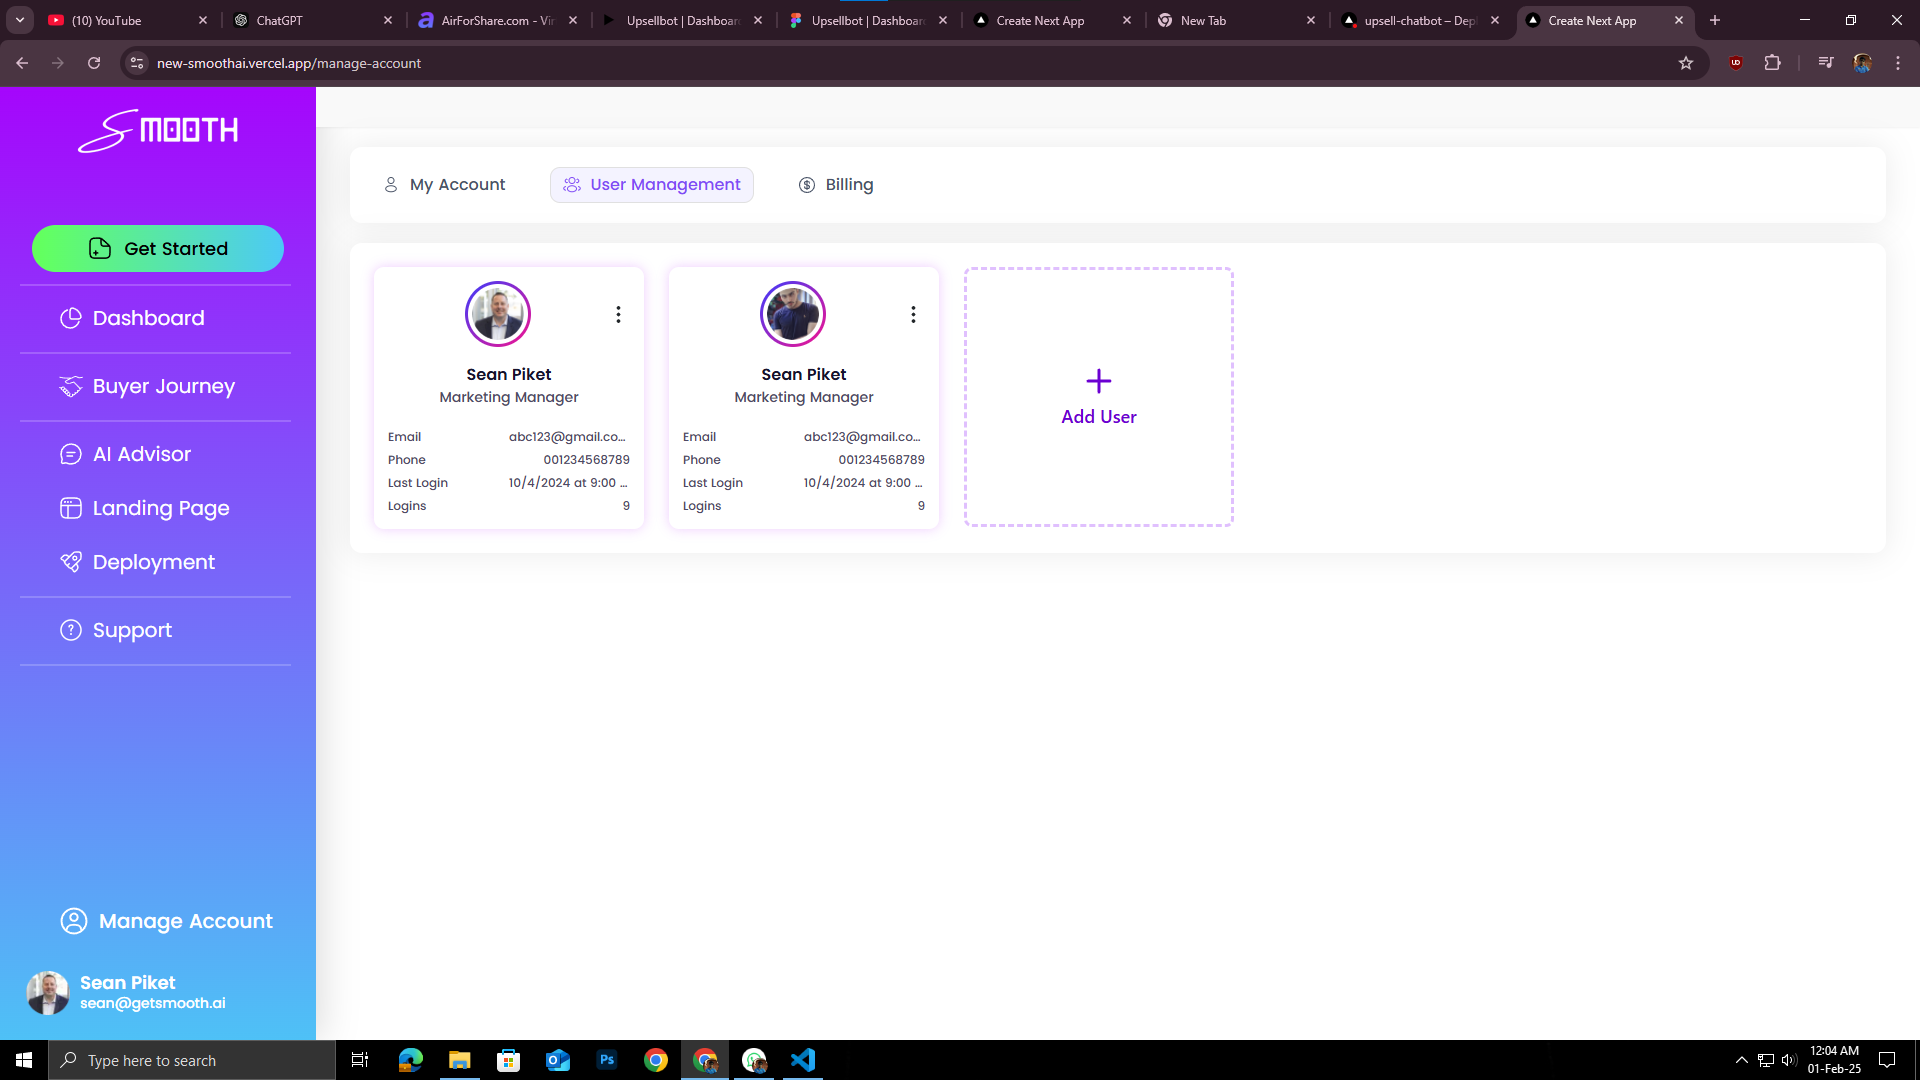 (10) YouTube
ChatGPT
AirForShare.com - Vir
Upsellbot | Dashboard
Upsellbot | Dashboard
Create Next App
New Tab
upsell-chatbot – Depl
Create Next App
new-smoothai.vercel.app/manage-account
SMOOTH
My Account
User Management
Billing
Get Started
Dashboard
Buyer Journey
AI Advisor
Landing Page
Deployment
Support
Sean Piket
Marketing Manager
Email abc123@gmail.co...
Phone 001234568789
Last Login 10/4/2024 at 9:00 ...
Logins 9
Sean Piket
Marketing Manager
Email abc123@gmail.co...
Phone 001234568789
Last Login 10/4/2024 at 9:00 ...
Logins 9
Add User
Manage Account
Sean Piket
sean@getsmooth.ai
Type here to search
Ps
12:04 AM
01-Feb-25